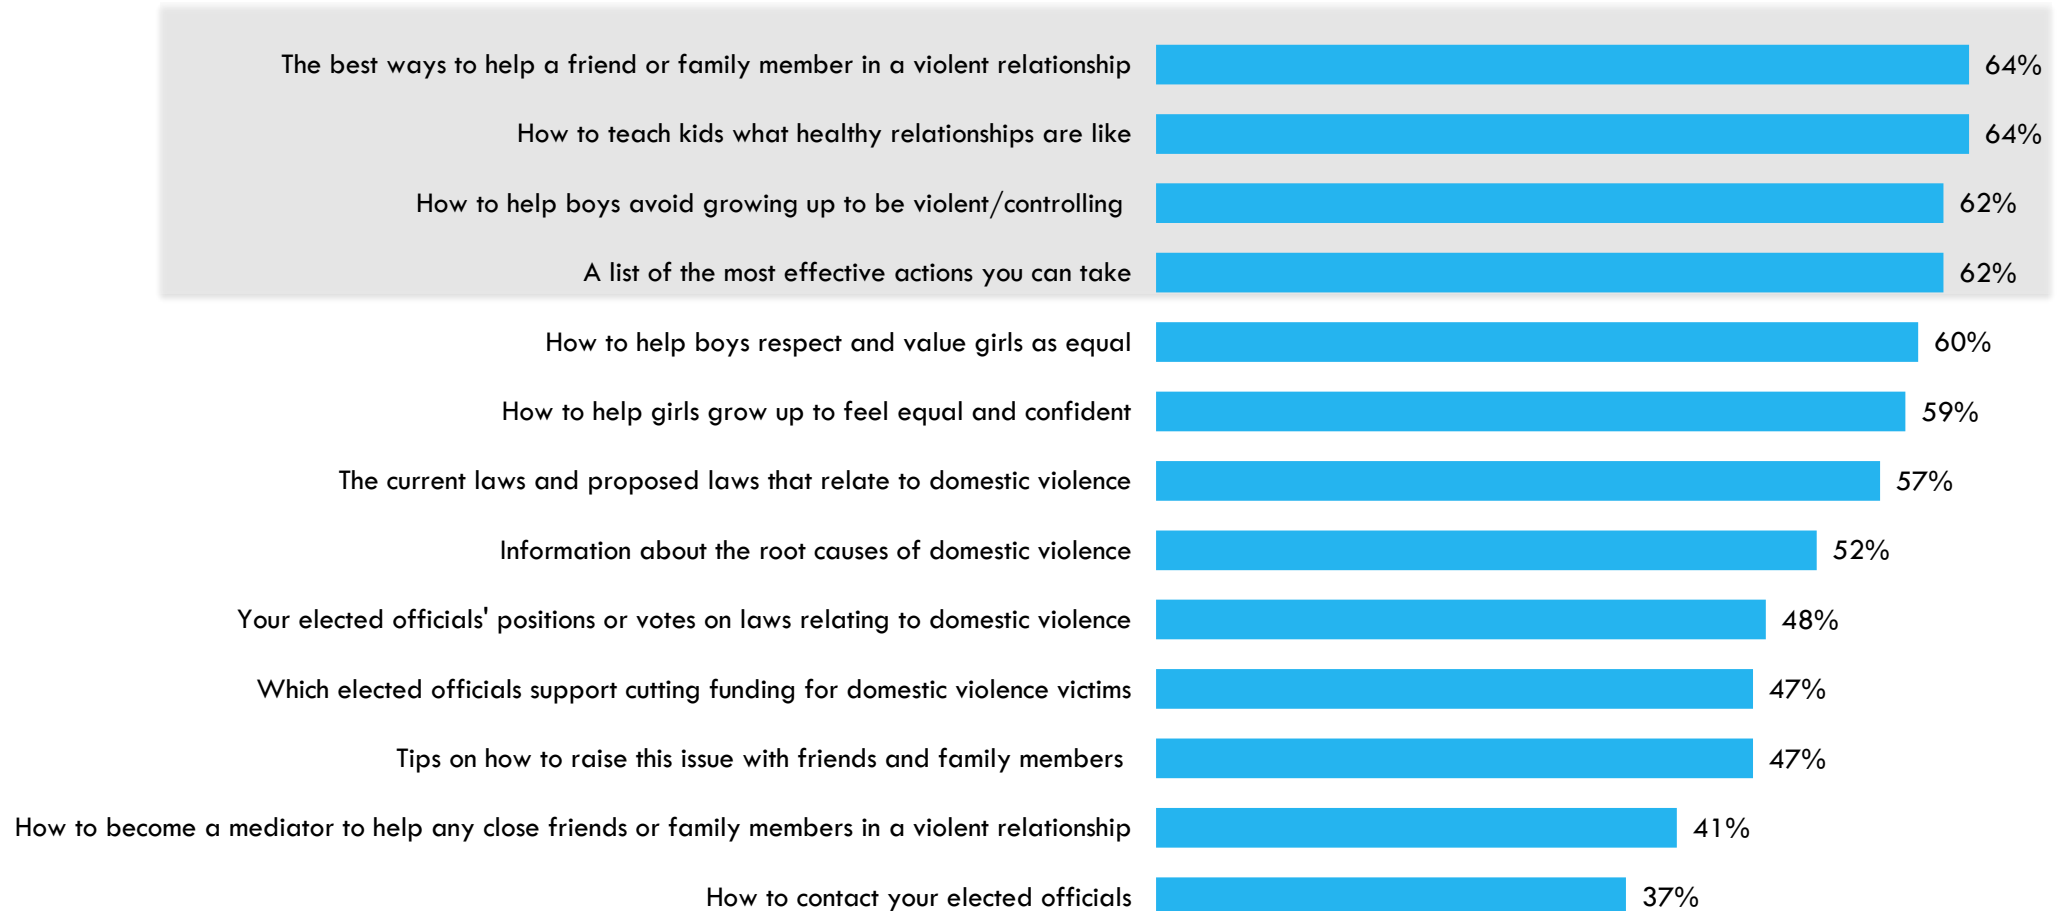 The best ways to help a friend or family member in a violent relationship 64%
How to teach kids what healthy relationships are like 64%
How to help boys avoid growing up to be violent/controlling 62%
A list of the most effective actions you can take 62%
How to help boys respect and value girls as equal 60%
How to help girls grow up to feel equal and confident 59%
The current laws and proposed laws that relate to domestic violence 57%
Information about the root causes of domestic violence 52%
Your elected officials' positions or votes on laws relating to domestic violence 48%
Which elected officials support cutting funding for domestic violence victims 47%
Tips on how to raise this issue with friends and family members 47%
How to become a mediator to help any close friends or family members in a violent relationship 41%
How to contact your elected officials 37%